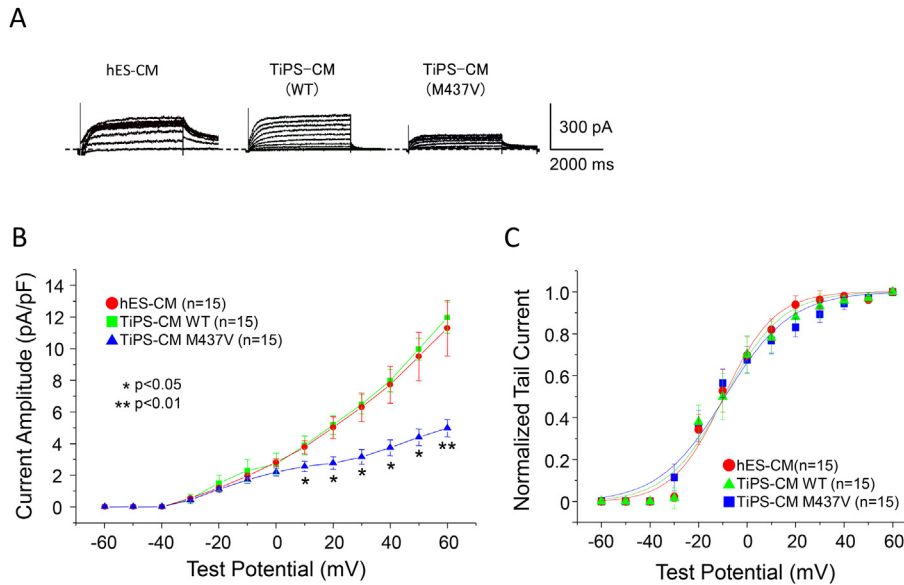 A
hES-CM
TiPS-CM
(WT)
TiPS-CM
(M437V)
300 pA
2000 ms
B
Current Amplitude (pA/pF)
14
12
10
8
6
4
2
0
hES-CM (n=15)
TiPS-CM WT (n=15)
TiPS-CM M437V (n=15)
* p<0.05
** p<0.01
* * * * * **
-60 -40 -20 0 20 40 60
Test Potential (mV)
C
Normalized Tail Current
1.0
0.8
0.6
0.4
0.2
0
hES-CM(n=15)
TiPS-CM WT (n=15)
TiPS-CM M437V (n=15)
-60 -40 -20 0 20 40 60
Test Potential (mV)